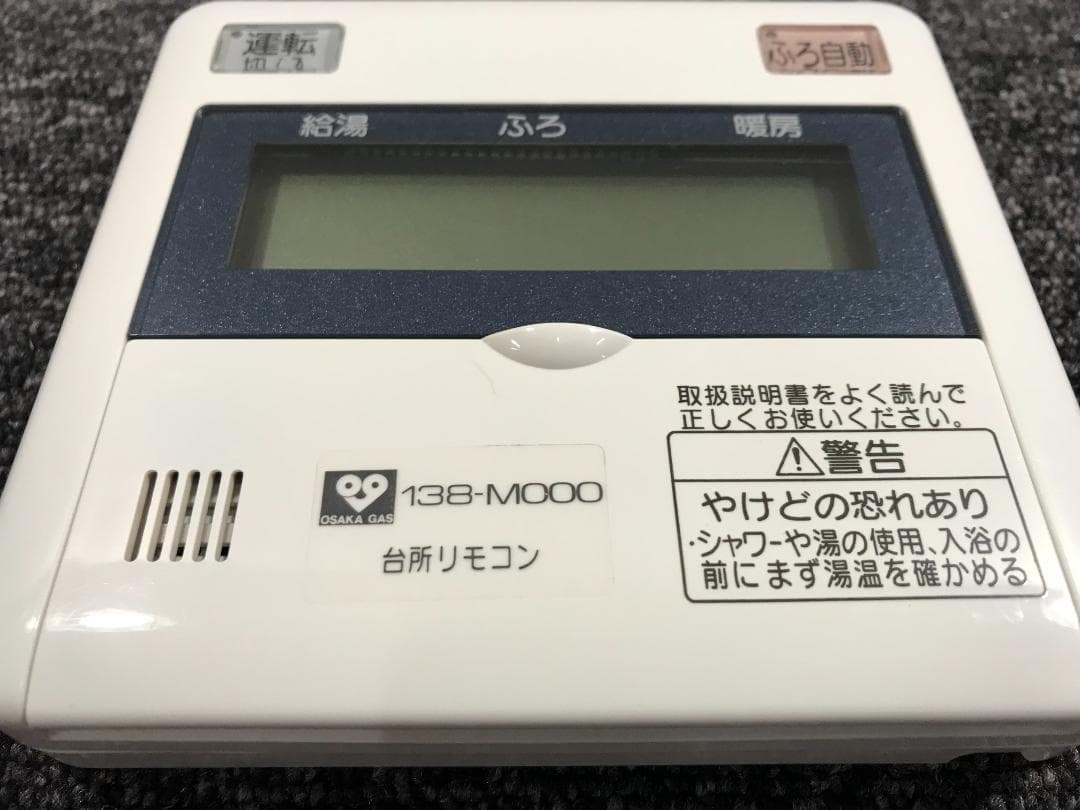 運転
切/入
ふろ自動
給湯 ふろ 暖房
取扱説明書をよく読んで
正しくお使いください。
警告
やけどの恐れあり
・シャワーや湯の使用、入浴の
前にまず湯温を確かめる
OSAKA GAS
138-M000
台所リモコン